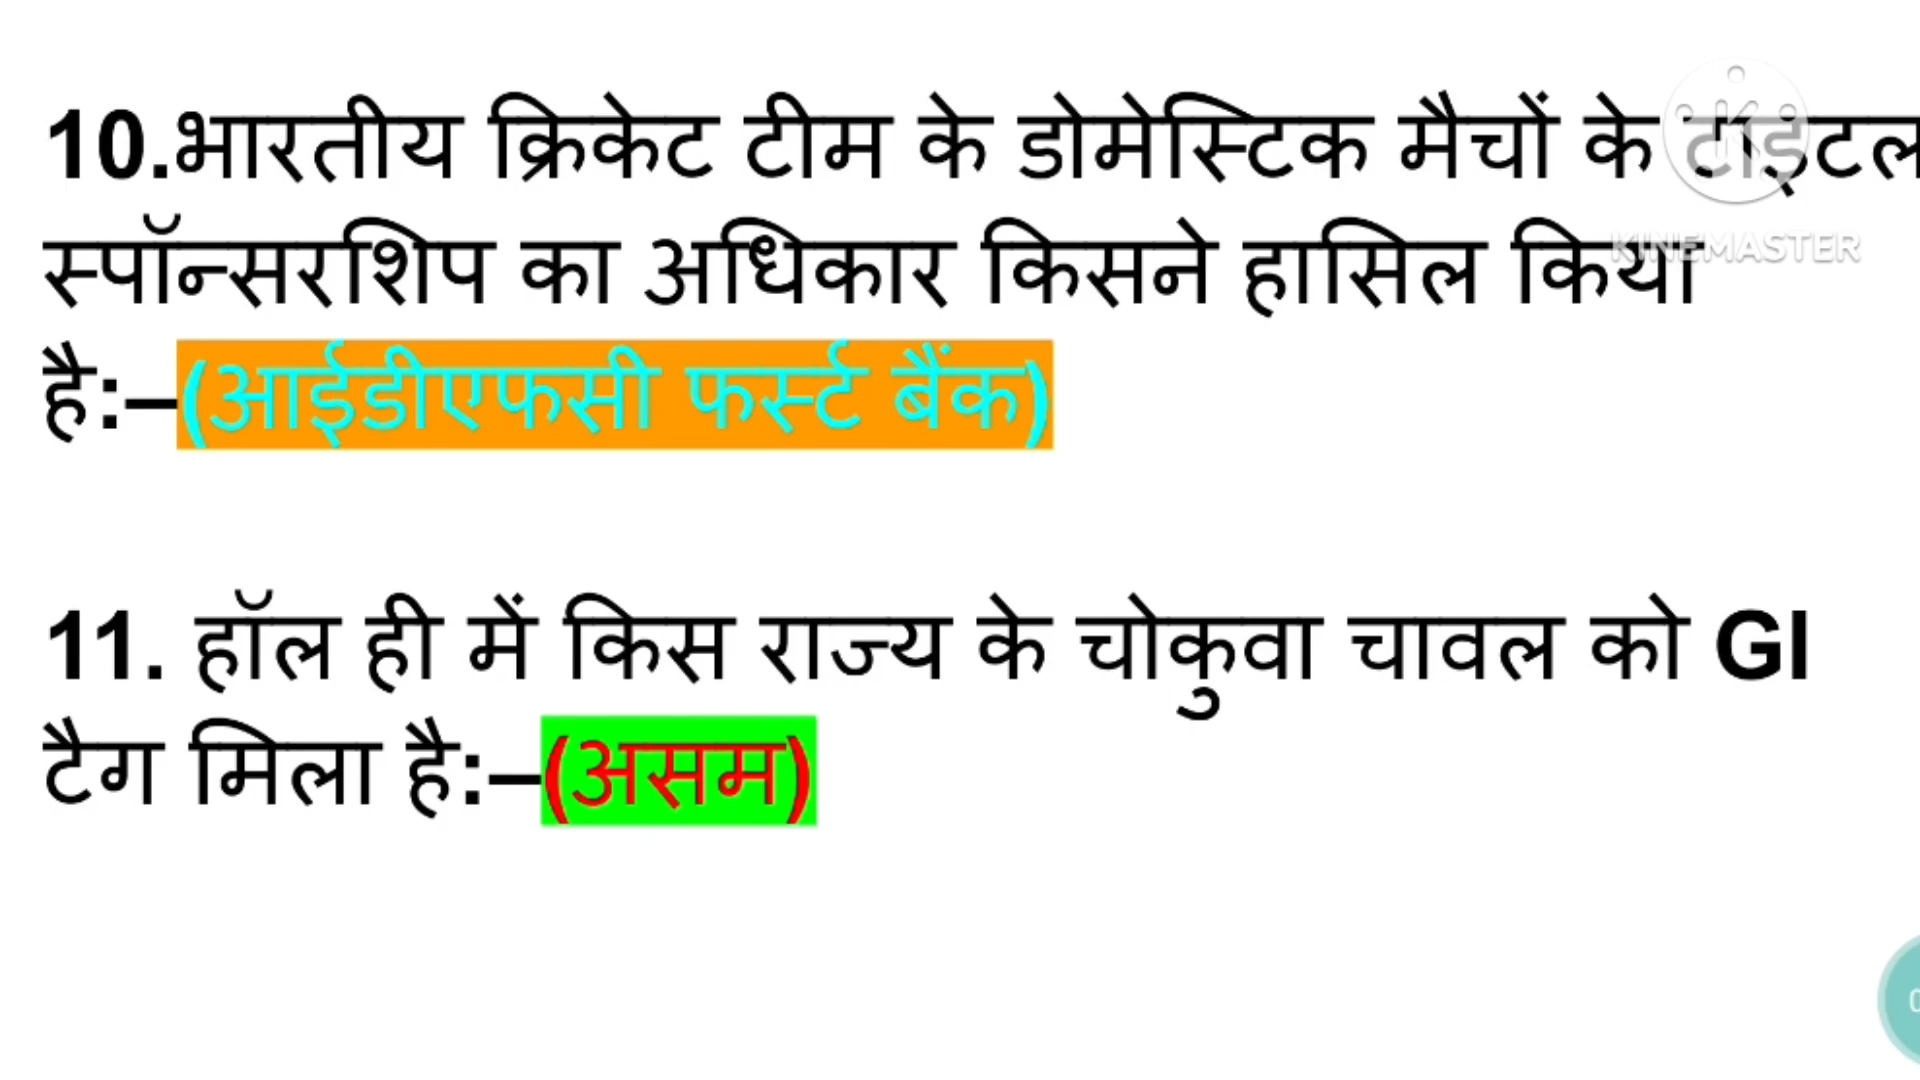 10.भारतीय क्रिकेट टीम के डोमेस्टिक मैचों के टाइटल
स्पॉन्सरशिप का अधिकार किसने हासिल किया
है:–(आईडीएफसी फर्स्ट बैंक)
11. हॉल ही में किस राज्य के चोकुवा चावल को GI
टैग मिला है:–(असम)
KINEMASTER